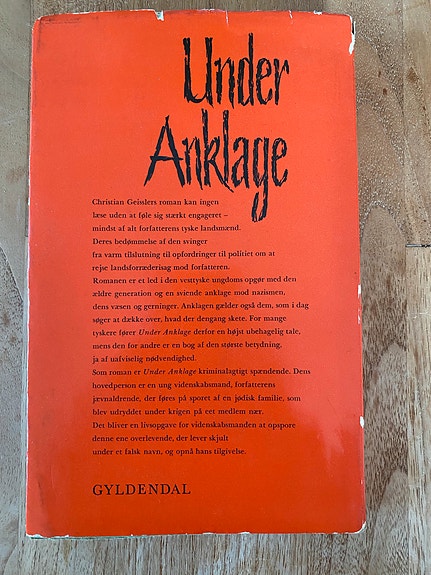 Under
Anklage
Christian Geisslers roman kan ingen
læse uden at føle sig stærkt engageret –
mindst af alt forfatterens tyske landsmænd.
Deres bedømmelse af den svinger
fra varm tilslutning til opfordringer til politiet om at
rejse landsforræderisag mod forfatteren.
Romanen er et led i den vesttyske ungdoms opgør med den
ældre generation og en sviende anklage mod nazismen,
dens væsen og gerninger. Anklagen gælder også dem, som i dag
søger at dække over, hvad der dengang skete. For mange
tyskere fører Under Anklage derfor en højst ubehagelig tale,
mens den for andre er en bog af den største betydning,
ja af uafviselig nødvendighed.
Som roman er Under Anklage kriminalagtigt spændende. Dens
hovedperson er en ung videnskabsmand, forfatterens
jævnaldrende, der føres på sporet af en jødisk familie, som
blev udryddet under krigen på eet medlem nær.
Det bliver en livsopgave for videnskabsmanden at opspore
denne ene overlevende, der lever skjult
under et falsk navn, og opnå hans tilgivelse.
GYLDENDAL